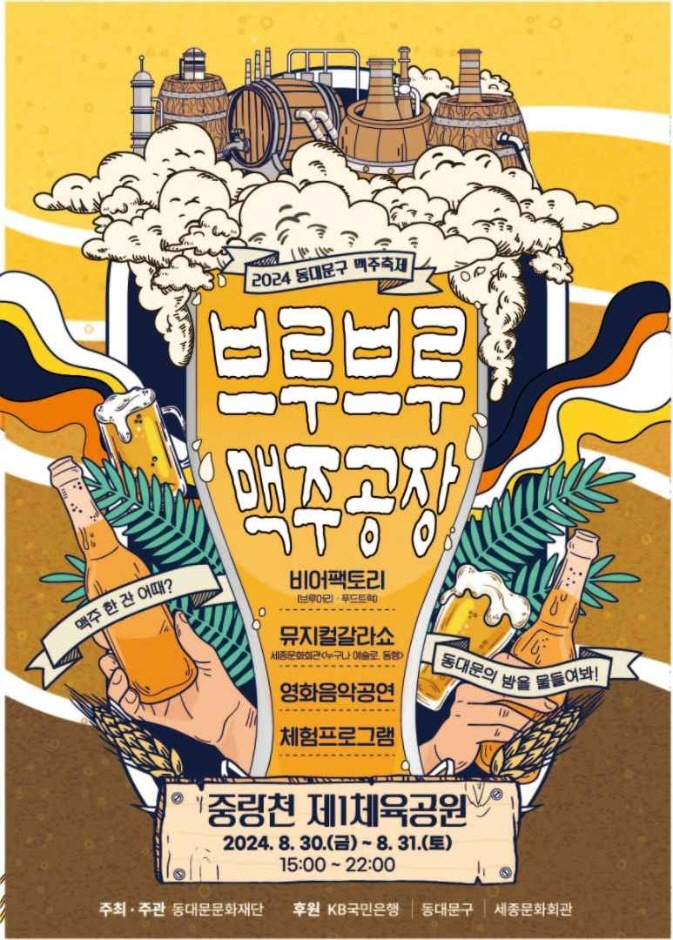 2024 동대문구 맥주축제
브루브루
맥주공장
비어팩토리
(브루어리 · 푸드트럭)
뮤지컬갈라쇼
세종문화회관<누구나 예술로, 동행>
영화음악공연
체험프로그램
맥주 한 잔 어때?
동대문의 밤을 물들여봐!
중랑천 제1체육공원
2024. 8. 30.(금) ~ 8. 31.(토)
15:00 ~ 22:00
주최 · 주관 동대문문화재단 후원 KB국민은행 | 동대문구 | 세종문화회관